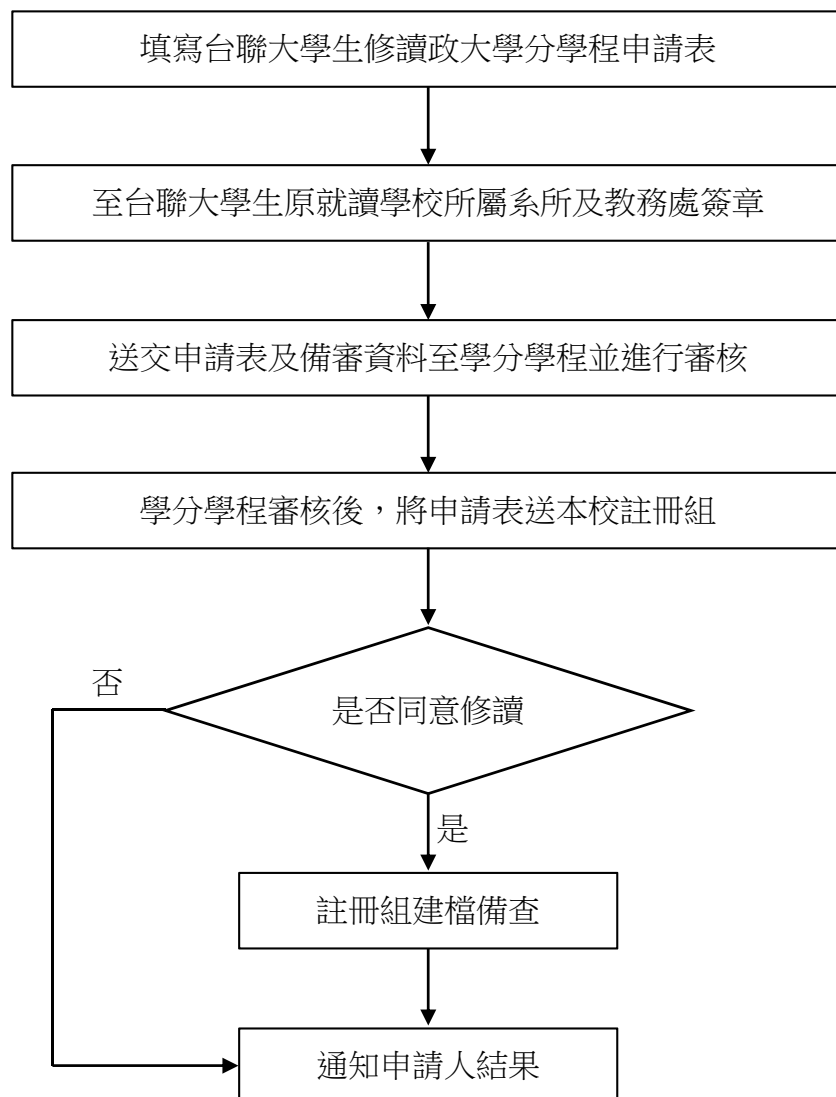 填寫台聯大學生修讀政大學分學程申請表
至台聯大學生原就讀學校所屬系所及教務處簽章
送交申請表及備審資料至學分學程並進行審核
學分學程審核後，將申請表送本校註冊組
否
是否同意修讀
是
註冊組建檔備查
通知申請人結果